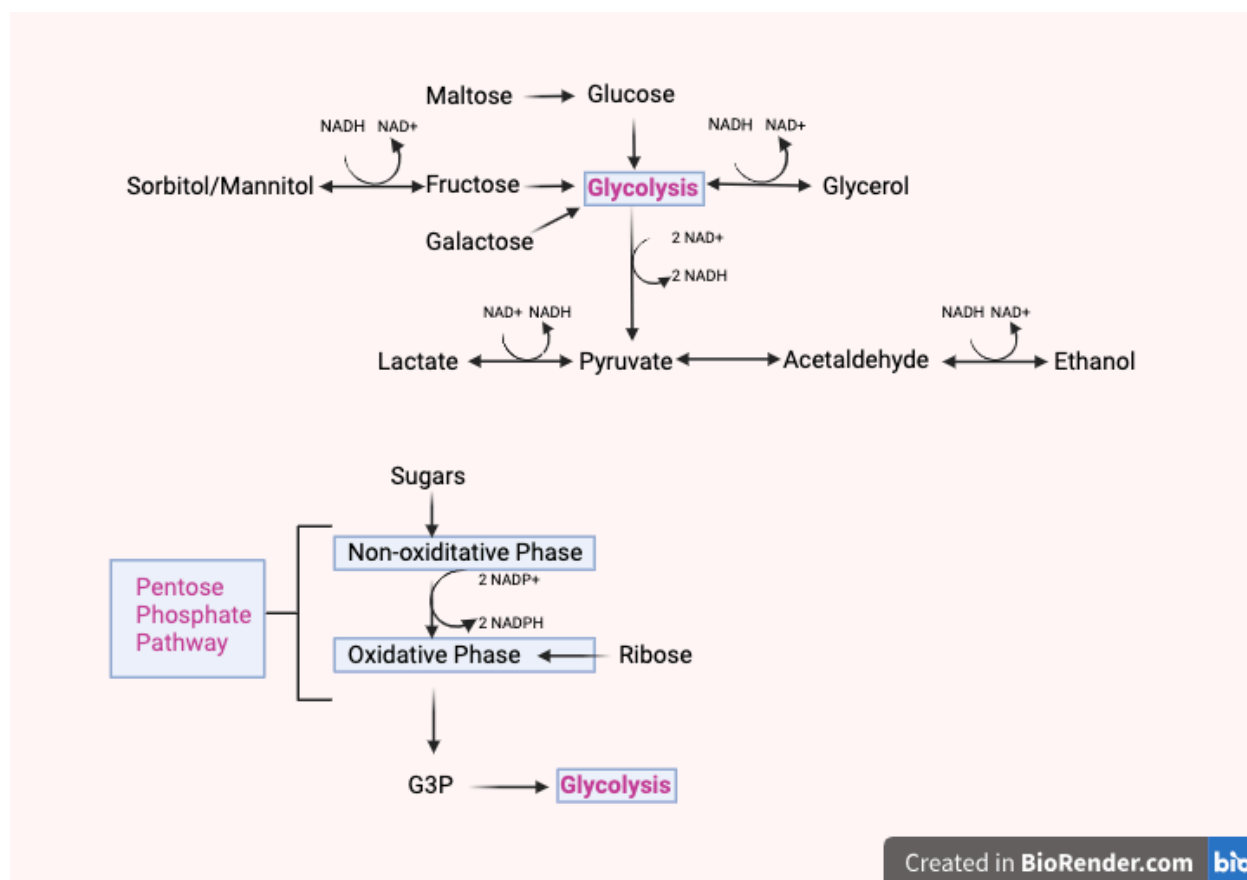 Maltose
Glucose
NADH NAD+
NADH NAD+
Sorbitol/Mannitol
Fructose
Glycolysis
Glycerol
Galactose
2 NAD+
2 NADH
NAD+ NADH
NADH NAD+
Lactate
Pyruvate
Acetaldehyde
Ethanol
Sugars
Non-oxiditative Phase
2 NADP+
Pentose
Phosphate
Pathway
2 NADPH
Oxidative Phase
Ribose
G3P
Glycolysis
Created in BioRender.com
bio